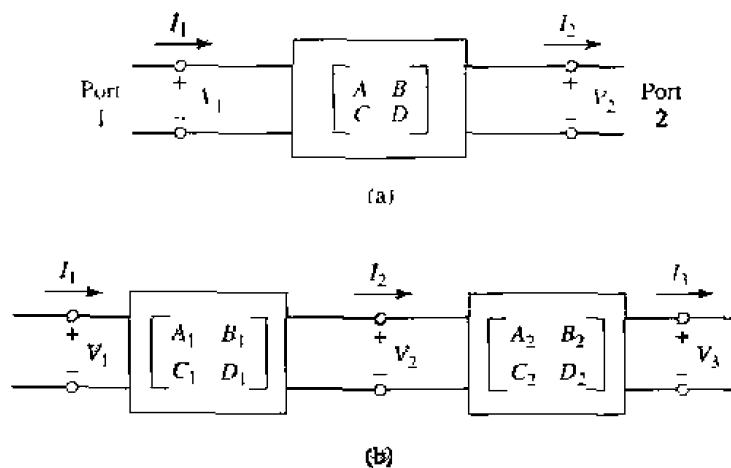 I₁ I₂
Port 1 + V₁ − [A B + V₂ − Port 2
C D]
(a)
I₁ I₂ I₃
+ V₁ − [A₁ B₁ + V₂ − [A₂ B₂ + V₃ −
C₁ D₁] C₂ D₂]
(b)